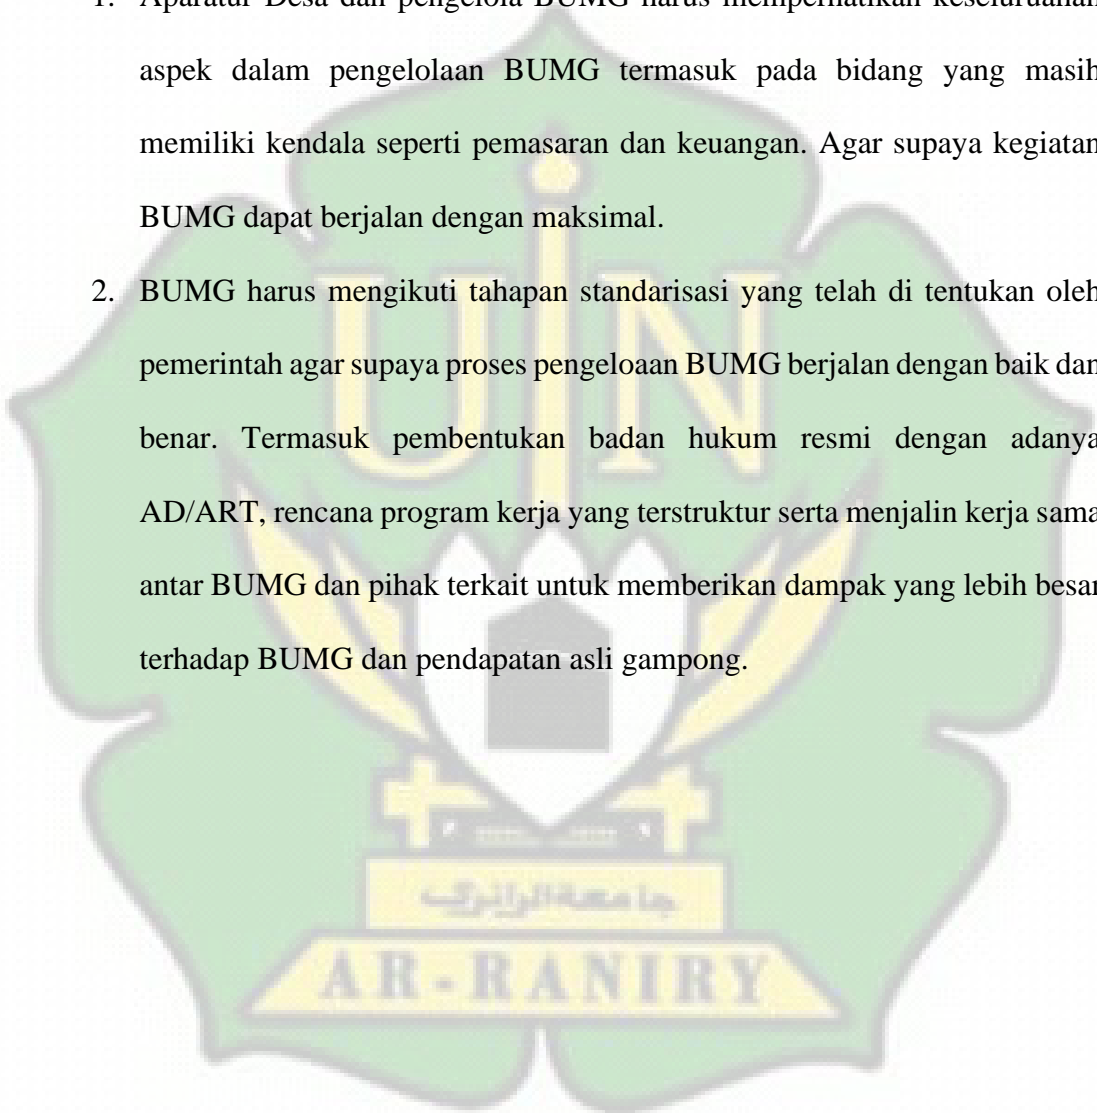 1. Aparatur Desa dan pengelola BUMG harus memperhatikan keseluruahan
aspek dalam pengelolaan BUMG termasuk pada bidang yang masih
memiliki kendala seperti pemasaran dan keuangan. Agar supaya kegiatan
BUMG dapat berjalan dengan maksimal.
2. BUMG harus mengikuti tahapan standarisasi yang telah di tentukan oleh
pemerintah agar supaya proses pengeloaan BUMG berjalan dengan baik dan
benar. Termasuk pembentukan badan hukum resmi dengan adanya
AD/ART, rencana program kerja yang terstruktur serta menjalin kerja sama
antar BUMG dan pihak terkait untuk memberikan dampak yang lebih besar
terhadap BUMG dan pendapatan asli gampong.
UIN
جامعة الرانري
AR-RANIRY